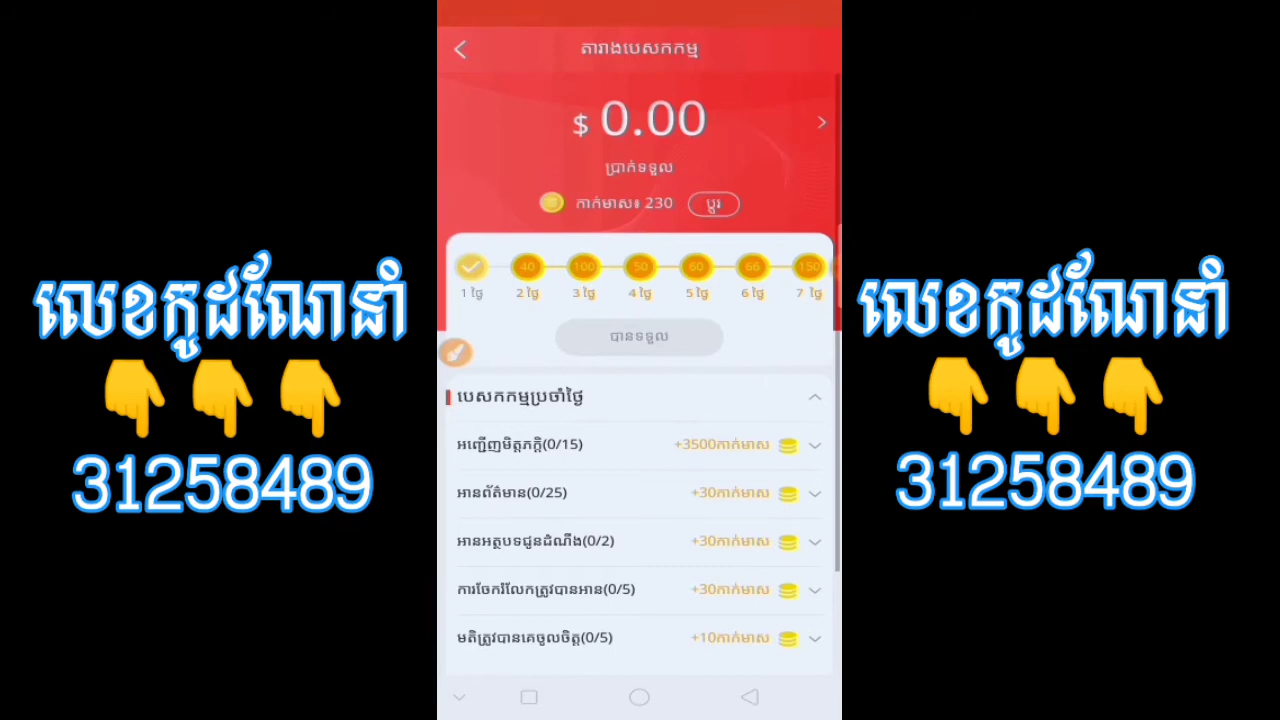 តារាងបេសកកម្ម
$ 0.00
ប្រាក់ទទួល
កាក់មាស៖ 230 ប្តូរ
40 100 50 60 66 150
1 ថ្ងៃ 2 ថ្ងៃ 3 ថ្ងៃ 4 ថ្ងៃ 5 ថ្ងៃ 6 ថ្ងៃ 7 ថ្ងៃ
បានទទួល
បេសកកម្មប្រចាំថ្ងៃ
អញ្ជើញមិត្តភក្តិ(0/15) +3500កាក់មាស
អានព័ត៌មាន(0/25) +30កាក់មាស
អានអត្ថបទជូនដំណឹង(0/2) +30កាក់មាស
ការចែករំលែកត្រូវបានអាន(0/5) +30កាក់មាស
មតិត្រូវបានគេចូលចិត្ត(0/5) +10កាក់មាស
លេខកូដណែនាំ
31258489
លេខកូដណែនាំ
31258489